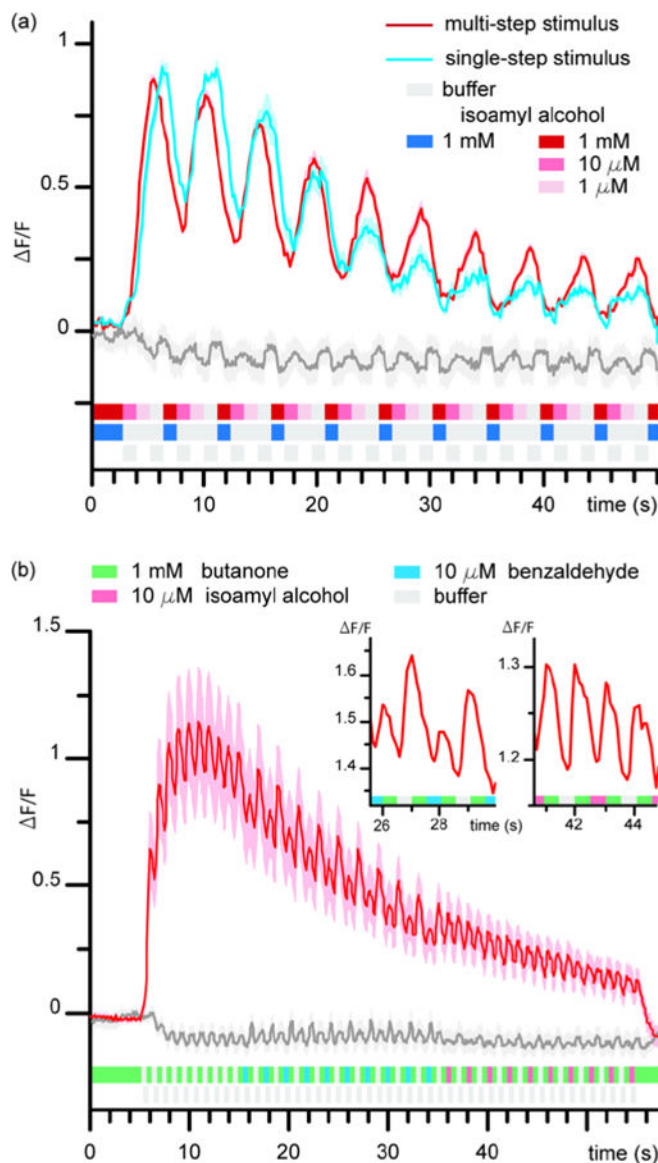 (a)
multi-step stimulus
single-step stimulus
buffer
isoamyl alcohol
1 mM
1 mM
10 μM
1 μM
1
0.5
0
ΔF/F
0 10 20 30 40 time (s)
(b)
1 mM butanone
10 μM benzaldehyde
10 μM isoamyl alcohol
buffer
1.5
1.0
0.5
0
ΔF/F
ΔF/F
1.6
1.5
1.4
26 28 time (s)
ΔF/F
1.3
1.2
42 44
time (s)
0 10 20 30 40 time (s)